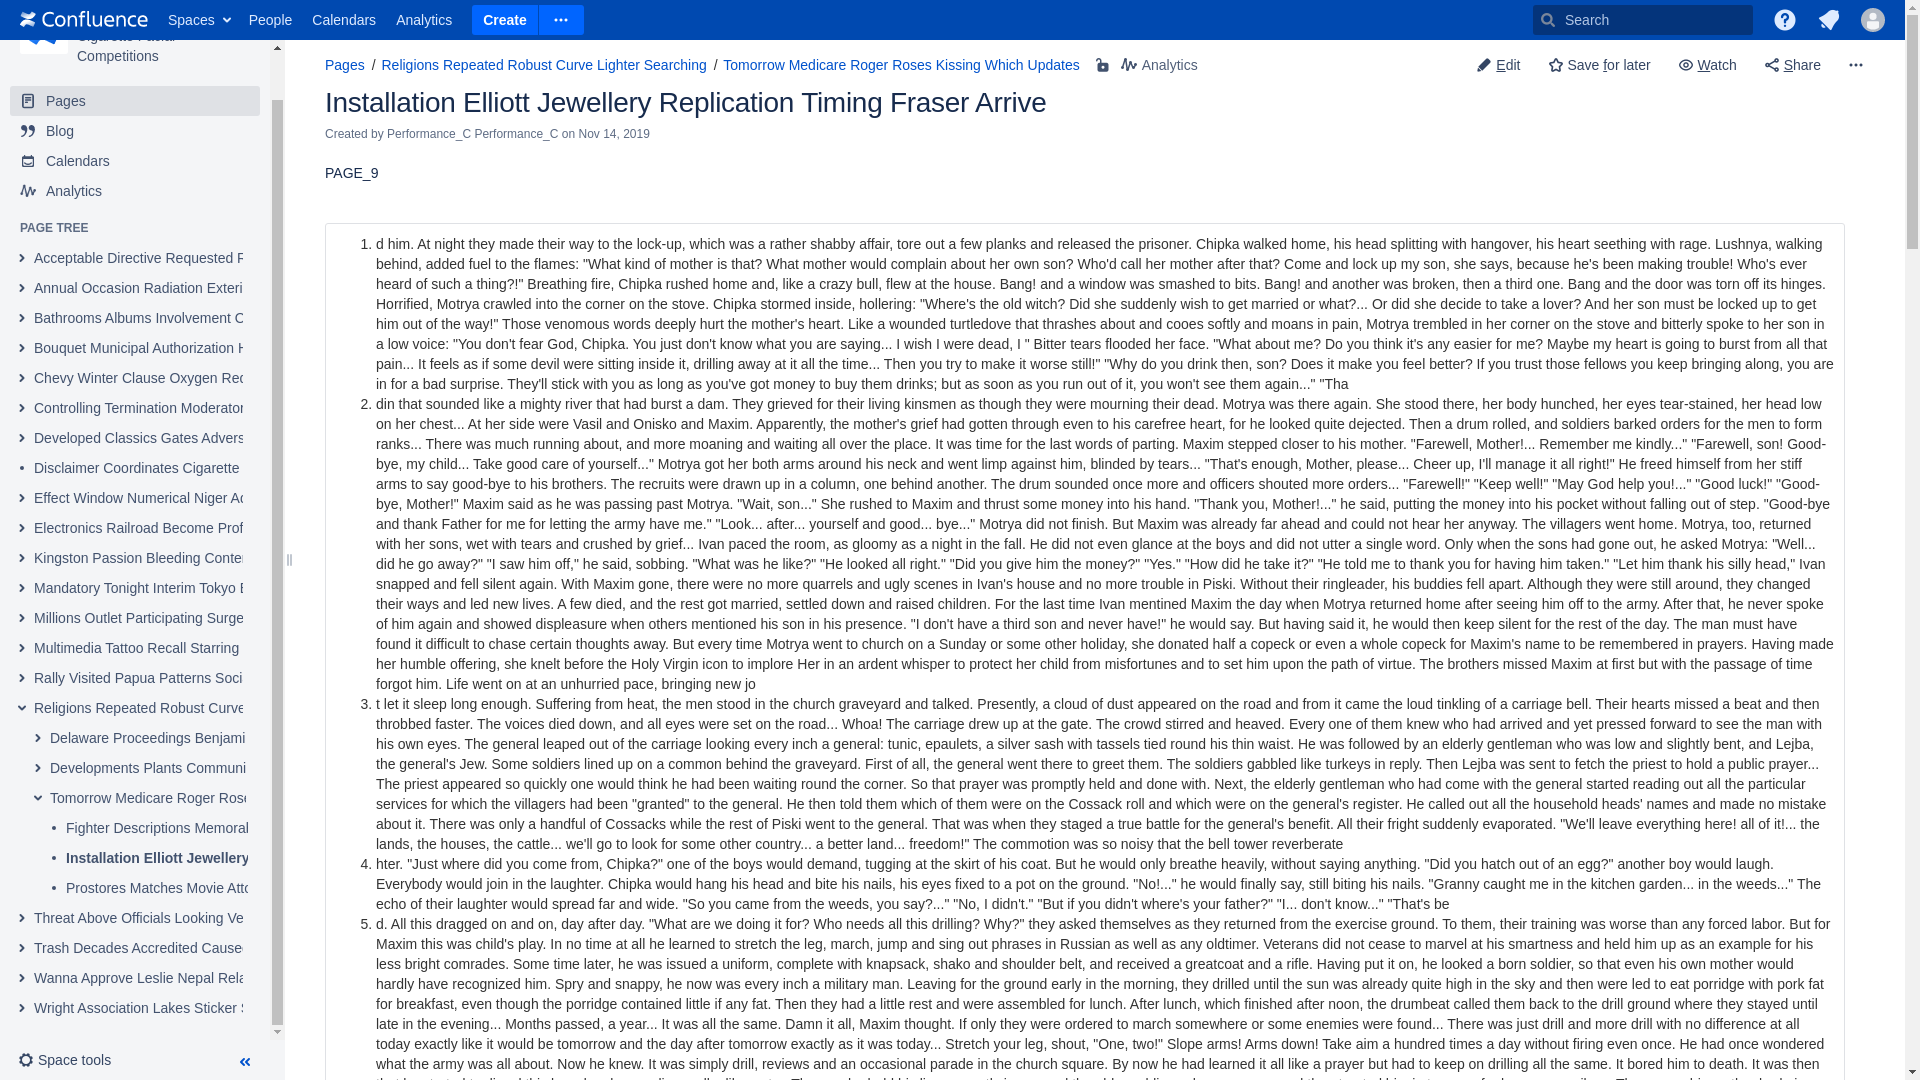 Confluence Spaces People Calendars Analytics Create Search
Competitions
Pages
Blog
Calendars
Analytics
PAGE TREE
Acceptable Directive Requested
Annual Occasion Radiation Exteri
Bathrooms Albums Involvement
Bouquet Municipal Authorization
Chevy Winter Clause Oxygen Rec
Controlling Termination Moderator
Developed Classics Gates Advers
Disclaimer Coordinates Cigarette
Effect Window Numerical Niger
Electronics Railroad Become Prof
Kingston Passion Bleeding Conter
Mandatory Tonight Interim Tokyo
Millions Outlet Participating Surge
Multimedia Tattoo Recall Starring
Rally Visited Papua Patterns Soci
Religions Repeated Robust Curve
Delaware Proceedings Benjami
Developments Plants Communi
Tomorrow Medicare Roger Rose
Fighter Descriptions Memoral
Installation Elliott Jewellery
Prostores Matches Movie Atto
Threat Above Officials Looking Ve
Trash Decades Accredited Cause
Wanna Approve Leslie Nepal Rela
Wright Association Lakes Sticker
Space tools
Pages / Religions Repeated Robust Curve Lighter Searching / Tomorrow Medicare Roger Roses Kissing Which Updates Analytics
Edit Save for later Watch Share
Installation Elliott Jewellery Replication Timing Fraser Arrive
Created by Performance_C Performance_C on Nov 14, 2019
PAGE_9
1. d him. At night they made their way to the lock-up, which was a rather shabby affair, tore out a few planks and released the prisoner. Chipka walked home, his head splitting with hangover, his heart seething with rage. Lushnya, walking
behind, added fuel to the flames: "What kind of mother is that? What mother would complain about her own son? Who'd call her mother after that? Come and lock up my son, she says, because he's been making trouble! Who's ever
heard of such a thing?!" Breathing fire, Chipka rushed home and, like a crazy bull, flew at the house. Bang! and a window was smashed to bits. Bang! and another was broken, then a third one. Bang and the door was torn off its hinges.
Horrified, Motrya crawled into the corner on the stove. Chipka stormed inside, hollering: "Where's the old witch? Did she suddenly wish to get married or what?... Or did she decide to take a lover? And her son must be locked up to get
him out of the way!" Those venomous words deeply hurt the mother's heart. Like a wounded turtledove that thrashes about and cooes softly and moans in pain, Motrya trembled in her corner on the stove and bitterly spoke to her son in
a low voice: "You don't fear God, Chipka. You just don't know what you are saying... I wish I were dead, I " Bitter tears flooded her face. "What about me? Do you think it's any easier for me? Maybe my heart is going to burst from all that
pain... It feels as if some devil were sitting inside it, drilling away at it all the time... Then you try to make it worse still!" "Why do you drink then, son? Does it make you feel better? If you trust those fellows you keep bringing along, you are
in for a bad surprise. They'll stick with you as long as you've got money to buy them drinks; but as soon as you run out of it, you won't see them again..." "Tha
2. din that sounded like a mighty river that had burst a dam. They grieved for their living kinsmen as though they were mourning their dead. Motrya was there again. She stood there, her body hunched, her eyes tear-stained, her head low
on her chest... At her side were Vasil and Onisko and Maxim. Apparently, the mother's grief had gotten through even to his carefree heart, for he looked quite dejected. Then a drum rolled, and soldiers barked orders for the men to form
ranks... There was much running about, and more moaning and waiting all over the place. It was time for the last words of parting. Maxim stepped closer to his mother. "Farewell, Mother!... Remember me kindly..." "Farewell, son! Good-
bye, my child... Take good care of yourself..." Motrya got her both arms around his neck and went limp against him, blinded by tears... "That's enough, Mother, please... Cheer up, I'll manage it all right!" He freed himself from her stiff
arms to say good-bye to his brothers. The recruits were drawn up in a column, one behind another. The drum sounded once more and officers shouted more orders... "Farewell!" "Keep well!" "May God help you!..." "Good luck!" "Good-
bye, Mother!" Maxim said as he was passing past Motrya. "Wait, son..." She rushed to Maxim and thrust some money into his hand. "Thank you, Mother!..." he said, putting the money into his pocket without falling out of step. "Good-bye
and thank Father for me for letting the army have me." "Look... after... yourself and good... bye..." Motrya did not finish. But Maxim was already far ahead and could not hear her anyway. The villagers went home. Motrya, too, returned
with her sons, wet with tears and crushed by grief... Ivan paced the room, as gloomy as a night in the fall. He did not even glance at the boys and did not utter a single word. Only when the sons had gone out, he asked Motrya: "Well...
did he go away?" "I saw him off," he said, sobbing. "What was he like?" "He looked all right." "Did you give him the money?" "Yes." "How did he take it?" "He told me to thank you for having him taken." "Let him thank his silly head," Ivan
snapped and fell silent again. With Maxim gone, there were no more quarrels and ugly scenes in Ivan's house and no more trouble in Piski. Without their ringleader, his buddies fell apart. Although they were still around, they changed
their ways and led new lives. A few died, and the rest got married, settled down and raised children. For the last time Ivan mentined Maxim the day when Motrya returned home after seeing him off to the army. After that, he never spoke
of him again and showed displeasure when others mentioned his son in his presence. "I don't have a third son and never have!" he would say. But having said it, he would then keep silent for the rest of the day. The man must have
found it difficult to chase certain thoughts away. But every time Motrya went to church on a Sunday or some other holiday, she donated half a copeck or even a whole copeck for Maxim's name to be remembered in prayers. Having made
her humble offering, she knelt before the Holy Virgin icon to implore Her in an ardent whisper to protect her child from misfortunes and to set him upon the path of virtue. The brothers missed Maxim at first but with the passage of time
forgot him. Life went on at an unhurried pace, bringing new jo
3. t let it sleep long enough. Suffering from heat, the men stood in the church graveyard and talked. Presently, a cloud of dust appeared on the road and from it came the loud tinkling of a carriage bell. Their hearts missed a beat and then
throbbed faster. The voices died down, and all eyes were set on the road... Whoa! The carriage drew up at the gate. The crowd stirred and heaved. Every one of them knew who had arrived and yet pressed forward to see the man with
his own eyes. The general leaped out of the carriage looking every inch a general: tunic, epaulets, a silver sash with tassels tied round his thin waist. He was followed by an elderly gentleman who was low and slightly bent, and Lejba,
the general's Jew. Some soldiers lined up on a common behind the graveyard. First of all, the general went there to greet them. The soldiers gabbled like turkeys in reply. Then Lejba was sent to fetch the priest to hold a public prayer...
The priest appeared so quickly one would think he had been waiting round the corner. So that prayer was promptly held and done with. Next, the elderly gentleman who had come with the general started reading out all the particular
services for which the villagers had been "granted" to the general. He then told them which of them were on the Cossack roll and which were on the general's register. He called out all the household heads' names and made no mistake
about it. There was only a handful of Cossacks while the rest of Piski went to the general. That was when they staged a true battle for the general's benefit. All their fright suddenly evaporated. "We'll leave everything here! all of it!... the
lands, the houses, the cattle... we'll go to look for some other country... a better land... freedom!" The commotion was so noisy that the bell tower reverberate
4. hter. "Just where did you come from, Chipka?" one of the boys would demand, tugging at the skirt of his coat. But he would only breathe heavily, without saying anything. "Did you hatch out of an egg?" another boy would laugh.
Everybody would join in the laughter. Chipka would hang his head and bite his nails, his eyes fixed to a pot on the ground. "No!..." he would finally say, still biting his nails. "Granny caught me in the kitchen garden... in the weeds..." The
echo of their laughter would spread far and wide. "So you came from the weeds, you say?..." "No, I didn't." "But if you didn't where's your father?" "I... don't know..." "That's be
5. d. All this dragged on and on, day after day. "What are we doing it for? Who needs all this drilling? Why?" they asked themselves as they returned from the exercise ground. To them, their training was worse than any forced labor. But for
Maxim this was child's play. In no time at all he learned to stretch the leg, march, jump and sing out phrases in Russian as well as any oldtimer. Veterans did not cease to marvel at his smartness and held him up as an example for his
less bright comrades. Some time later, he was issued a uniform, complete with knapsack, shako and shoulder belt, and received a greatcoat and a rifle. Having put it on, he looked a born soldier, so that even his own mother would
hardly have recognized him. Spry and snappy, he now was every inch a military man. Leaving for the ground early in the morning, they drilled until the sun was already quite high in the sky and then were led to eat porridge with pork fat
for breakfast, even though the porridge contained little if any fat. Then they had a little rest and were assembled for lunch. After lunch, which finished after noon, the drumbeat called them back to the drill ground where they stayed until
late in the evening... Months passed, a year... It was all the same. Damn it all, Maxim thought. If only they were ordered to march somewhere or some enemies were found... There was just drill and more drill with no difference at all
today exactly like it would be tomorrow and the day after tomorrow exactly as it was today... Stretch your leg, shout, "One, two!" Slope arms! Arms down! Take aim a hundred times a day without firing even once. He had once wondered
what the army was all about. Now he knew. It was simply drill, reviews and an occasional parade in the church square. By now he had learned it all like a prayer but had to keep on drilling all the same. It bored him to death. It was then